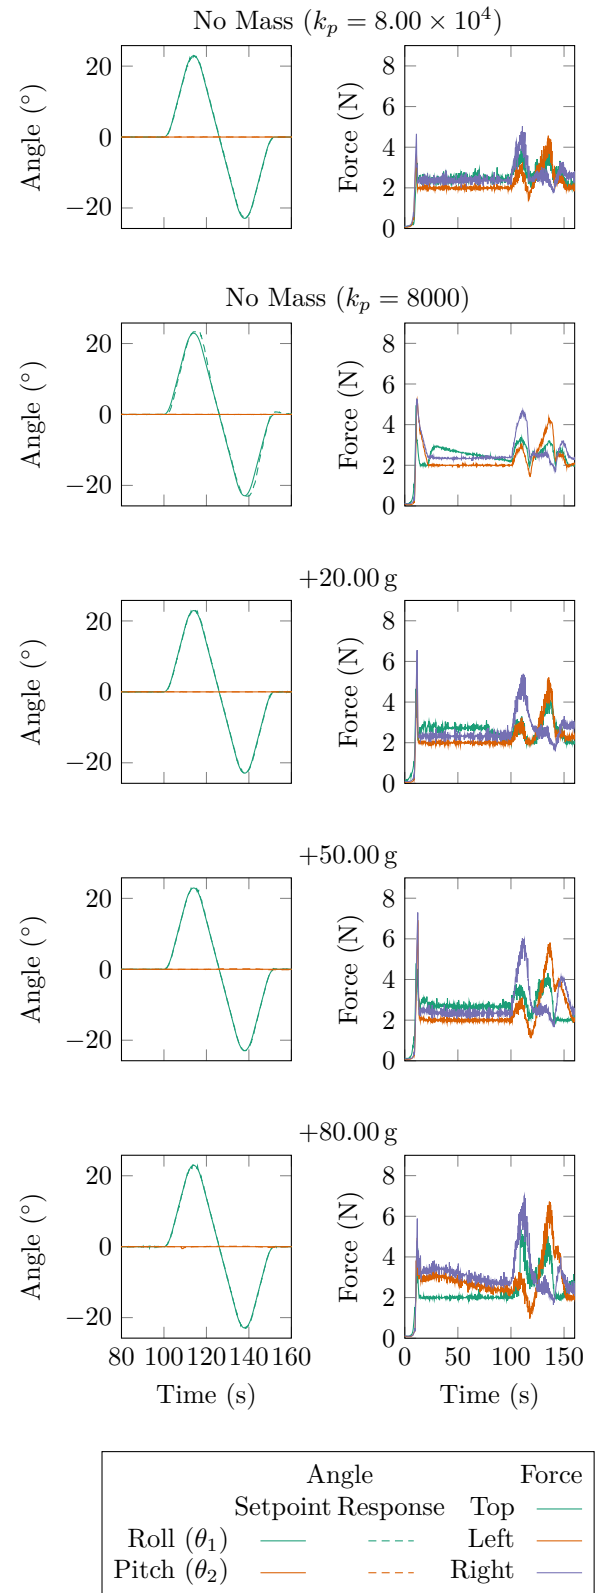 No Mass (kₚ = 8.00 × 10⁴)
Angle (°)
20
0
−20
Force (N)
8
6
4
2
0
No Mass (kₚ = 8000)
Angle (°)
20
0
−20
Force (N)
8
6
4
2
0
+20.00 g
Angle (°)
20
0
−20
Force (N)
8
6
4
2
0
+50.00 g
Angle (°)
20
0
−20
Force (N)
8
6
4
2
0
+80.00 g
Angle (°)
20
0
−20
80 100 120 140 160
Time (s)
Force (N)
8
6
4
2
0
0 50 100 150
Time (s)
Angle Force
Setpoint Response Top
Roll (θ₁) Left
Pitch (θ₂) Right